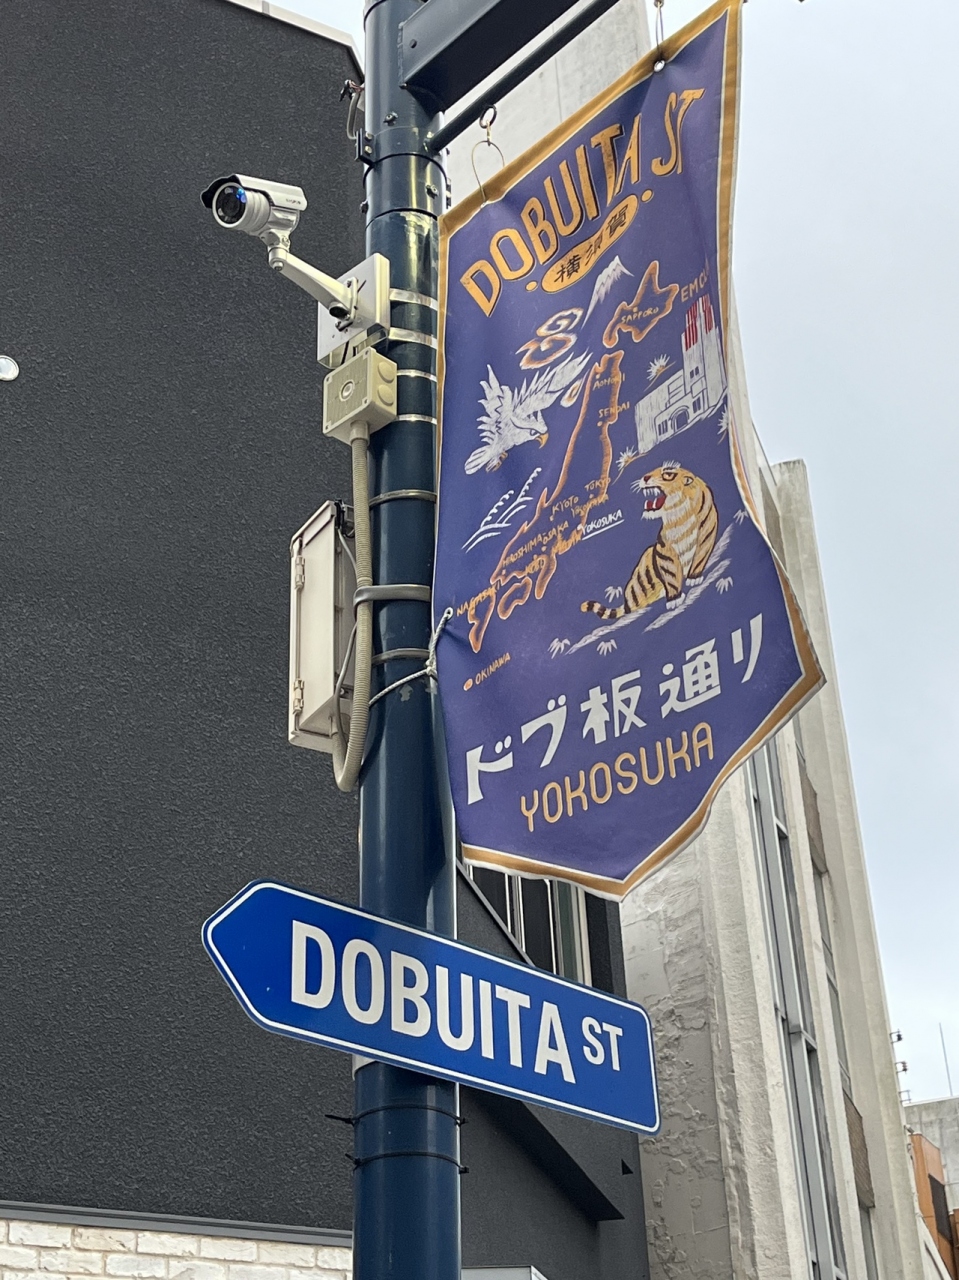 DOBUITA ST
横須賀
SAPPORO
AOMORI
SENDAI
TOKYO
KYOTO
YOKOSUKA
OSAKA
HIROSHIMA
NAGASAKI
OKINAWA
ドブ板通り
YOKOSUKA
DOBUITA ST